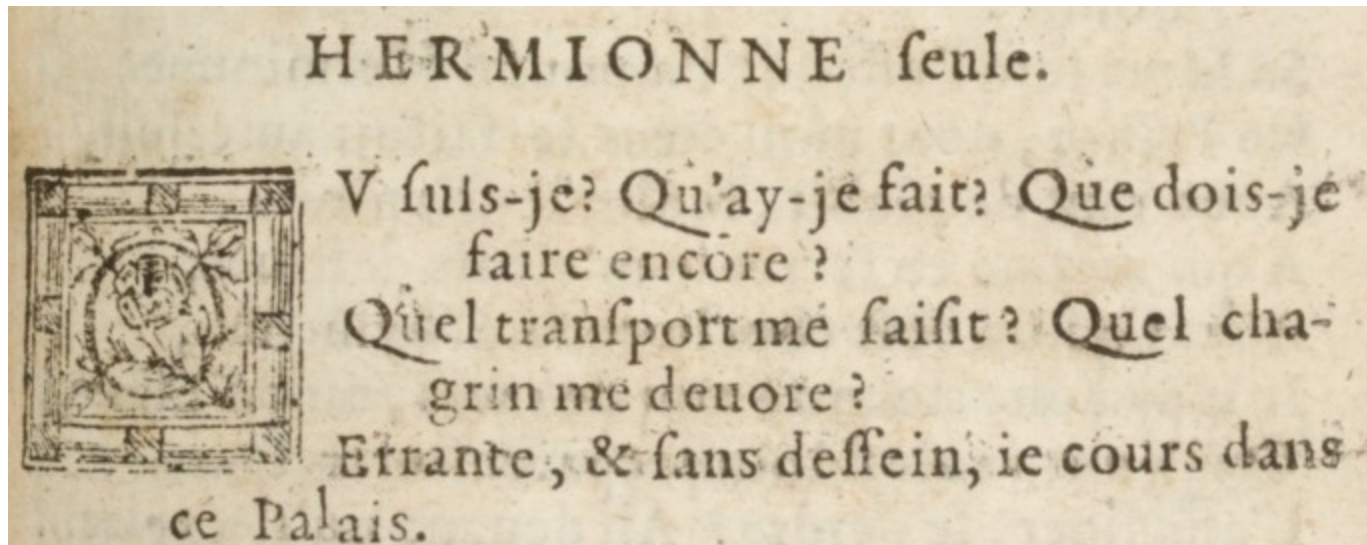 HERMIONNE ſeule.
OV ſuis-je? Qu'ay-je fait? Que dois-je
faire encore ?
Quel tranſport me ſaiſit ? Quel cha-
grin me deuore ?
Errante, & ſans deſſein, ie cours dans
ce Palais.